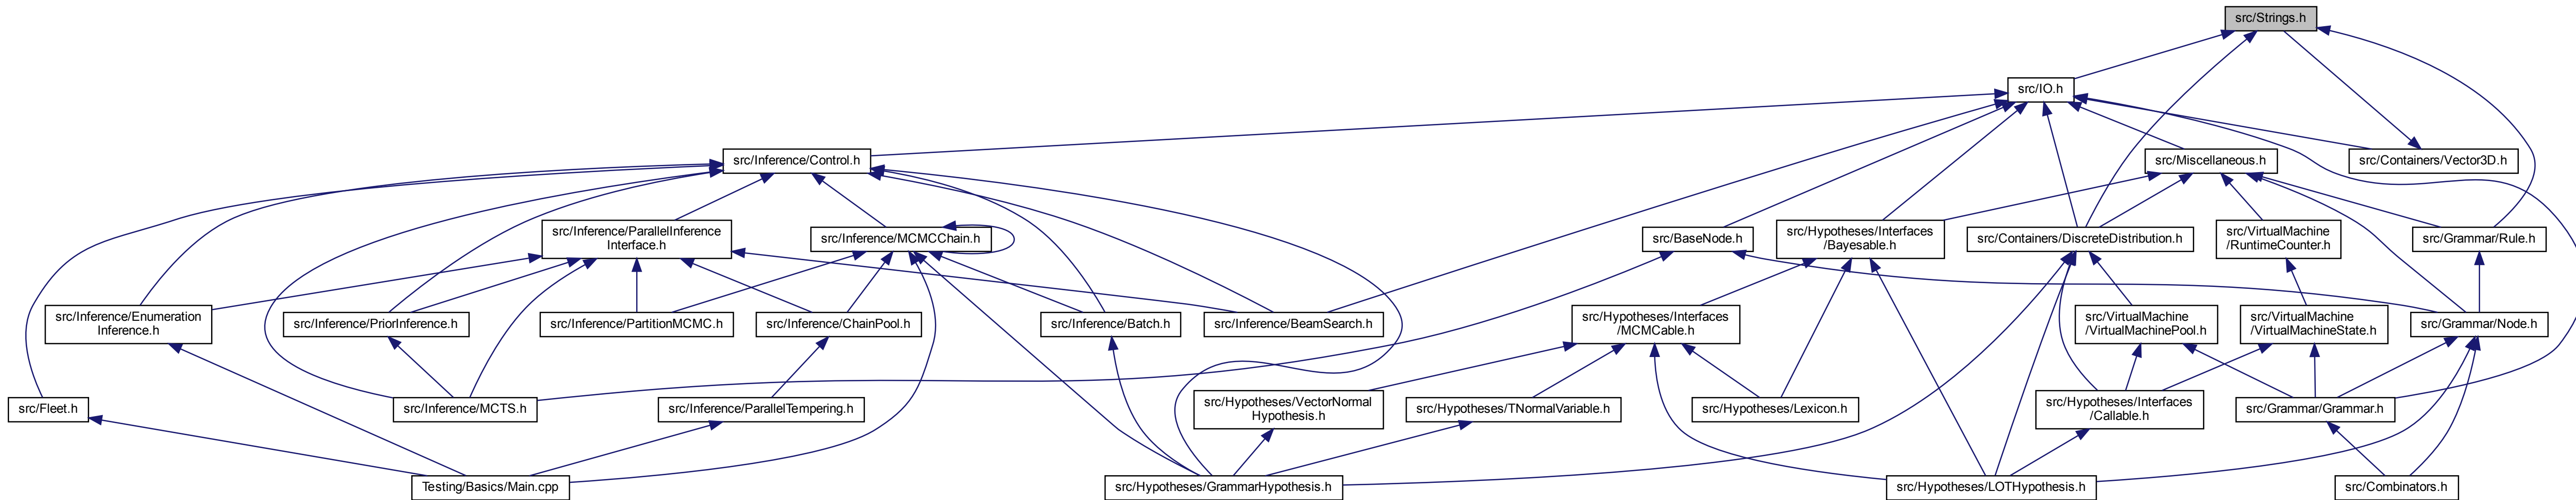 src/Strings.h
src/IO.h
src/Inference/Control.h
src/Miscellaneous.h
src/Containers/Vector3D.h
src/Inference/ParallelInference
Interface.h
src/Inference/MCMCChain.h
src/BaseNode.h
src/Hypotheses/Interfaces
/Bayesable.h
src/Containers/DiscreteDistribution.h
src/VirtualMachine
/RuntimeCounter.h
src/Grammar/Rule.h
src/Inference/Enumeration
Inference.h
src/Inference/PriorInference.h
src/Inference/PartitionMCMC.h
src/Inference/ChainPool.h
src/Inference/Batch.h
src/Inference/BeamSearch.h
src/Hypotheses/Interfaces
/MCMCable.h
src/VirtualMachine
/VirtualMachinePool.h
src/VirtualMachine
/VirtualMachineState.h
src/Grammar/Node.h
src/Fleet.h
src/Inference/MCTS.h
src/Inference/ParallelTempering.h
src/Hypotheses/VectorNormal
Hypothesis.h
src/Hypotheses/TNormalVariable.h
src/Hypotheses/Lexicon.h
src/Hypotheses/Interfaces
/Callable.h
src/Grammar/Grammar.h
Testing/Basics/Main.cpp
src/Hypotheses/GrammarHypothesis.h
src/Hypotheses/LOTHypothesis.h
src/Combinators.h